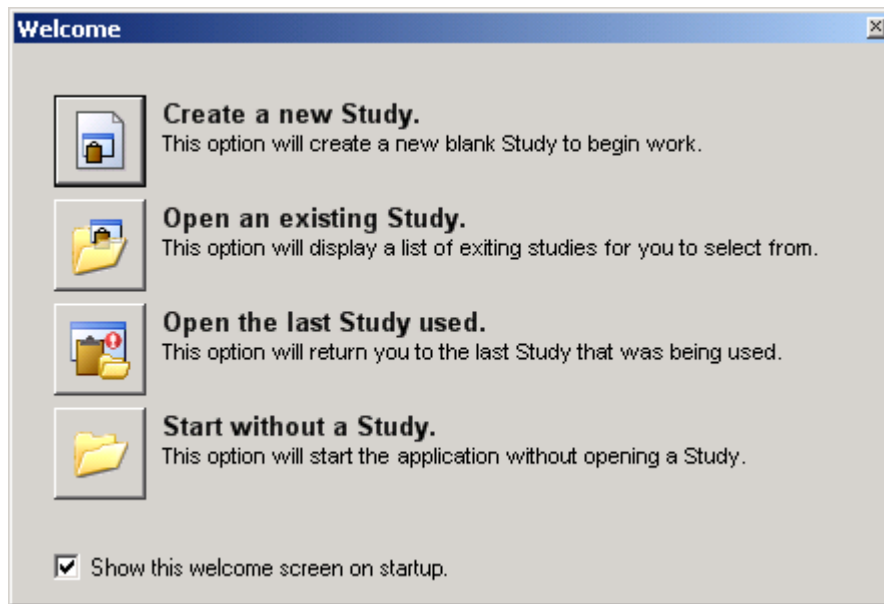 Welcome
Create a new Study.
This option will create a new blank Study to begin work.
Open an existing Study.
This option will display a list of exiting studies for you to select from.
Open the last Study used.
This option will return you to the last Study that was being used.
Start without a Study.
This option will start the application without opening a Study.
Show this welcome screen on startup.